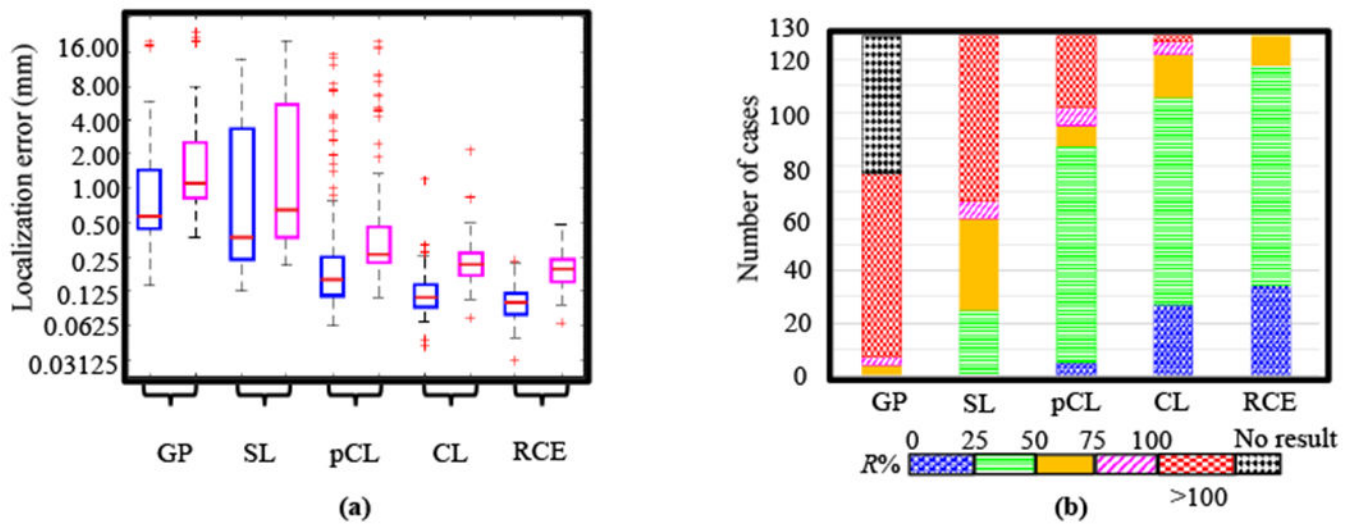 Localization error (mm)
16.00
8.00
4.00
2.00
1.00
0.50
0.25
0.125
0.0625
0.03125
GP SL pCL CL RCE
(a)
Number of cases
130
120
100
80
60
40
20
0
GP SL pCL CL RCE
0 25 50 75 100 No result
R%
>100
(b)